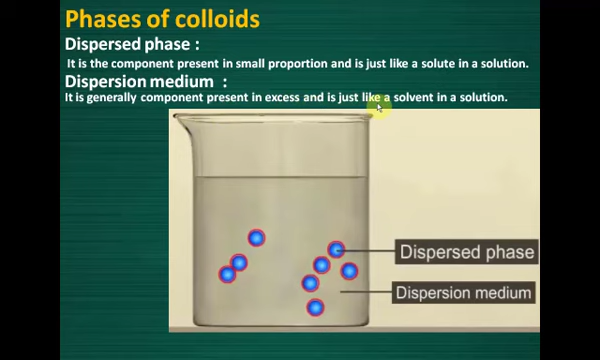 Phases of colloids
Dispersed phase :
It is the component present in small proportion and is just like a solute in a solution.
Dispersion medium :
It is generally component present in excess and is just like a solvent in a solution.
Dispersed phase
Dispersion medium